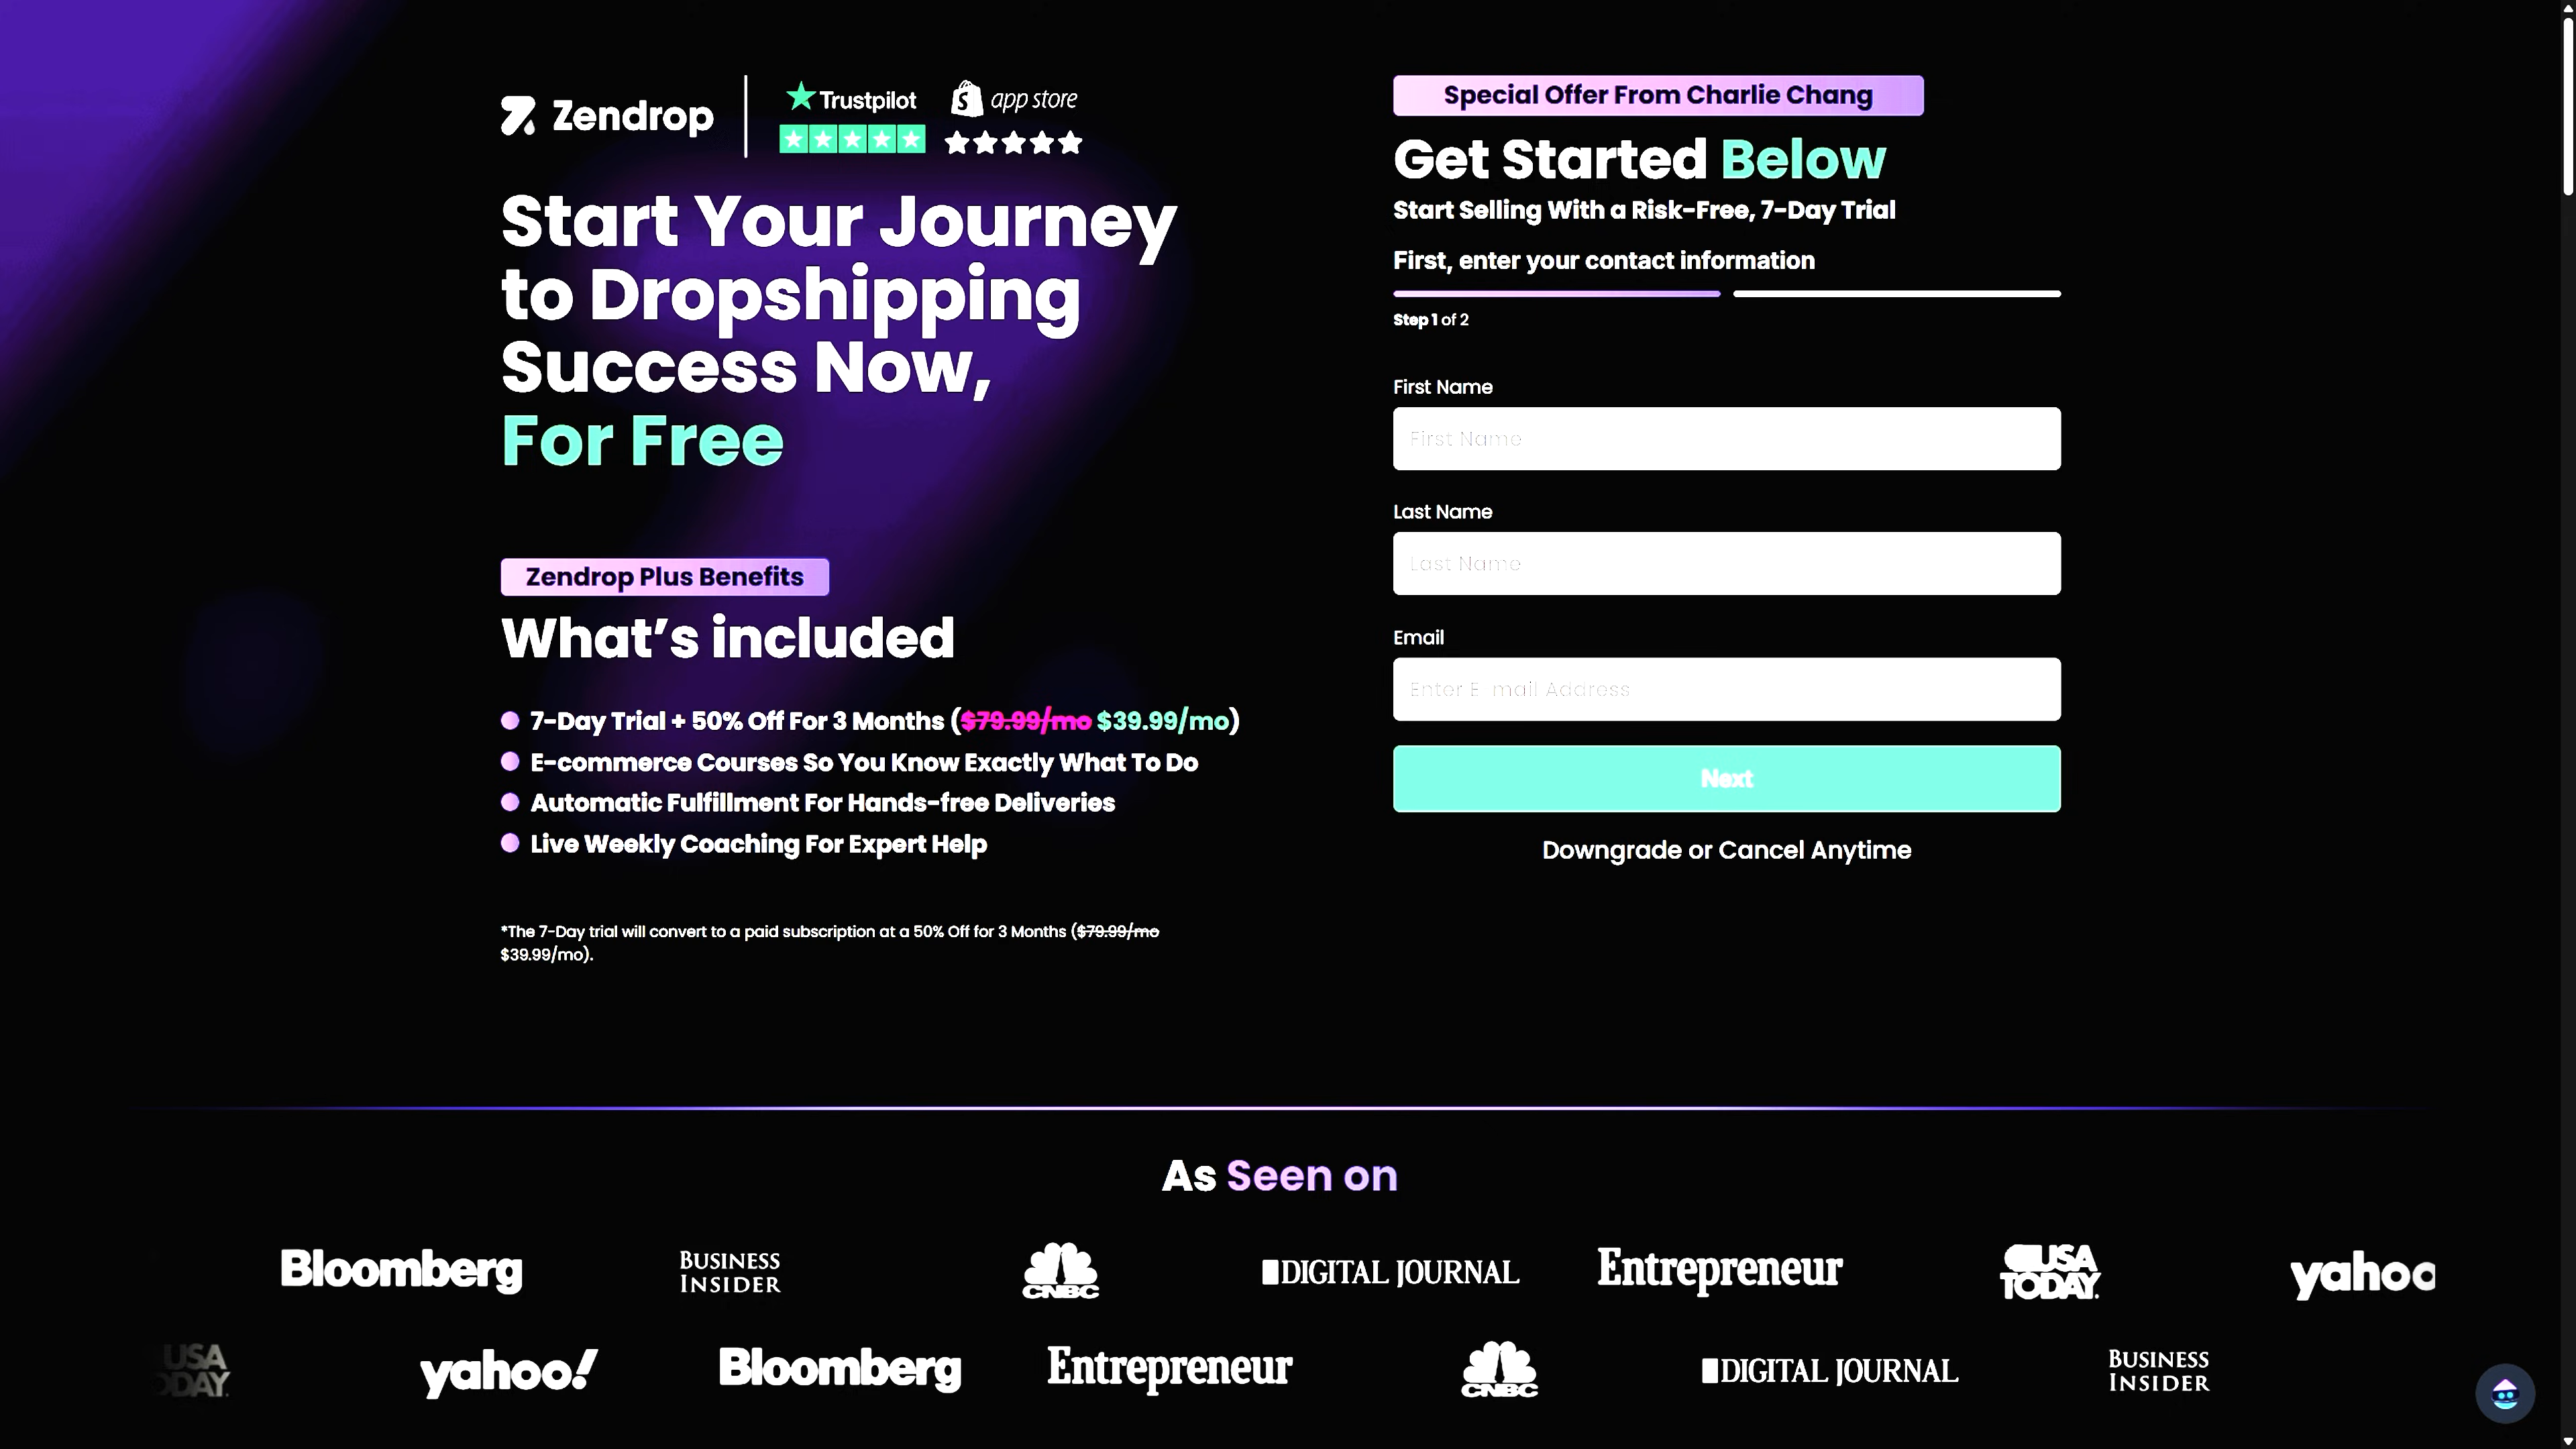 Zendrop
Trustpilot
app store
Start Your Journey
to Dropshipping
Success Now,
For Free
Zendrop Plus Benefits
What's included
7-Day Trial + 50% Off For 3 Months ($79.99/mo $39.99/mo)
E-commerce Courses So You Know Exactly What To Do
Automatic Fulfillment For Hands-free Deliveries
Live Weekly Coaching For Expert Help
*The 7-Day trial will convert to a paid subscription at a 50% Off for 3 Months ($79.99/mo
$39.99/mo).
Special Offer From Charlie Chang
Get Started Below
Start Selling With a Risk-Free, 7-Day Trial
First, enter your contact information
Step 1 of 2
First Name
First Name
Last Name
Last Name
Email
Enter E-mail Address
Next
Downgrade or Cancel Anytime
As Seen on
Bloomberg
BUSINESS
INSIDER
CNBC
DIGITAL JOURNAL
Entrepreneur
USA
TODAY.
yahoo
USA
ODAY.
yahoo!
Bloomberg
Entrepreneur
CNBC
DIGITAL JOURNAL
BUSINESS
INSIDER